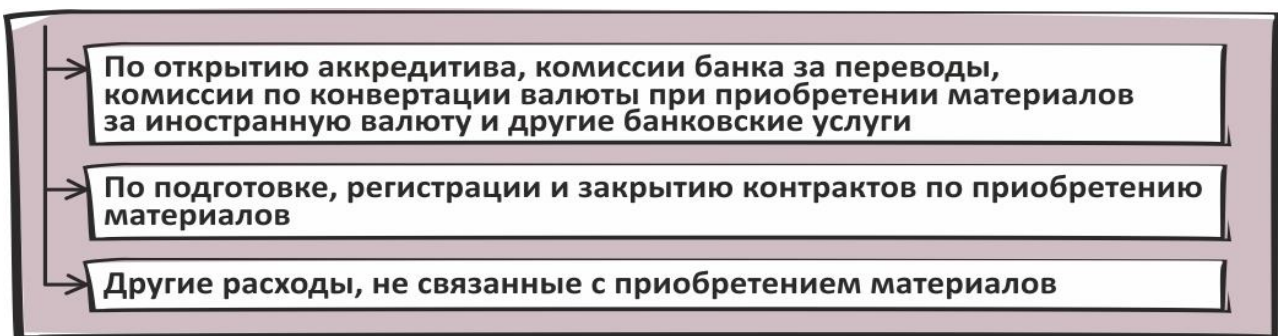 По открытию аккредитива, комиссии банка за переводы,
комиссии по конвертации валюты при приобретении материалов
за иностранную валюту и другие банковские услуги
По подготовке, регистрации и закрытию контрактов по приобретению
материалов
Другие расходы, не связанные с приобретением материалов